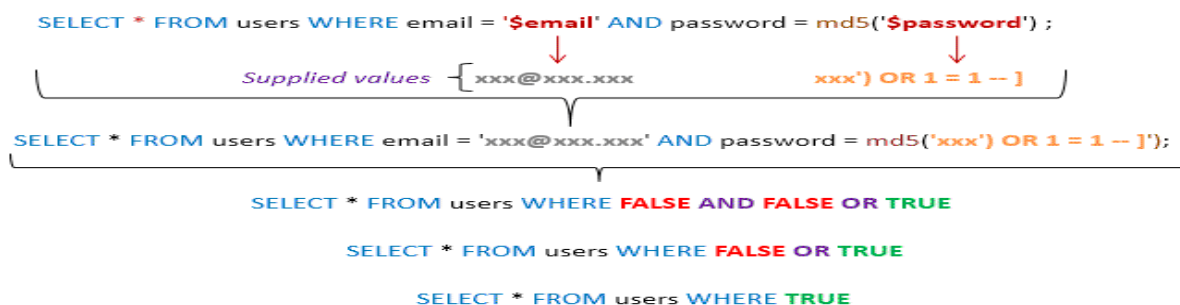 SELECT * FROM users WHERE email = '$email' AND password = md5('$password') ;
Supplied values { xxx@xxx.xxx xxx') OR 1 = 1 -- ]
SELECT * FROM users WHERE email = 'xxx@xxx.xxx' AND password = md5('xxx') OR 1 = 1 -- ]');
SELECT * FROM users WHERE FALSE AND FALSE OR TRUE
SELECT * FROM users WHERE FALSE OR TRUE
SELECT * FROM users WHERE TRUE